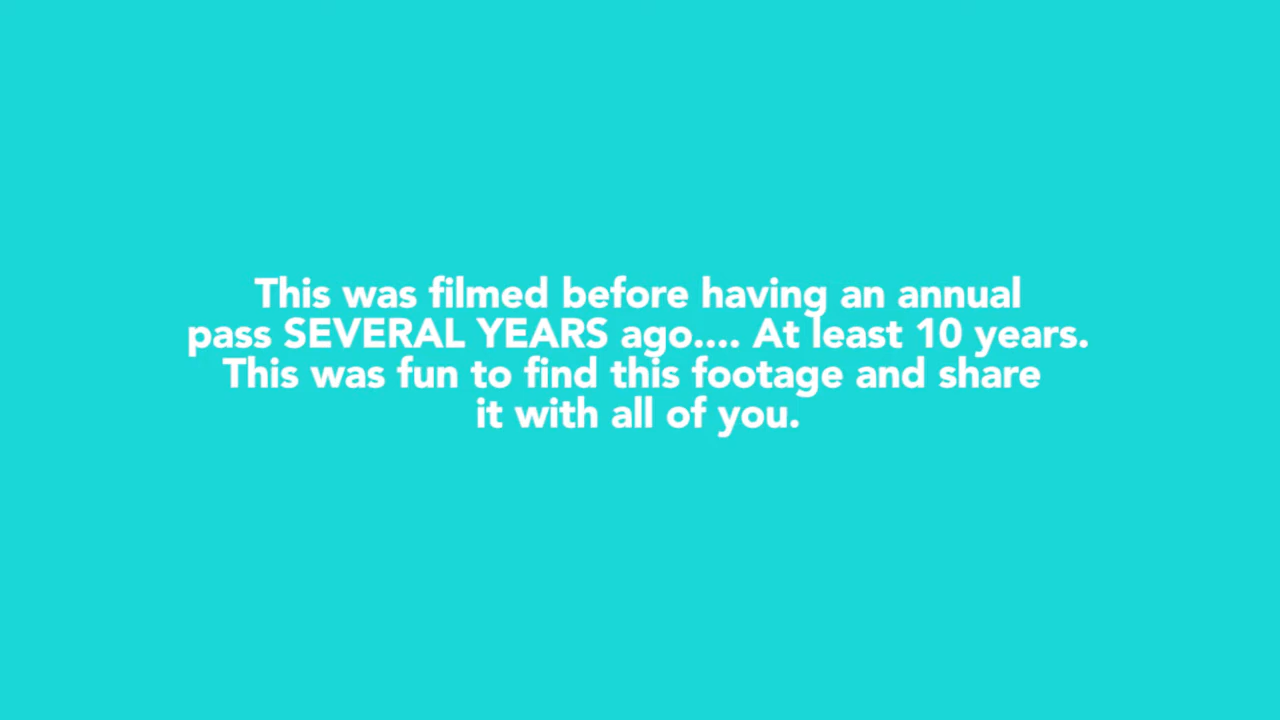 This was filmed before having an annual
pass SEVERAL YEARS ago.... At least 10 years.
This was fun to find this footage and share
it with all of you.